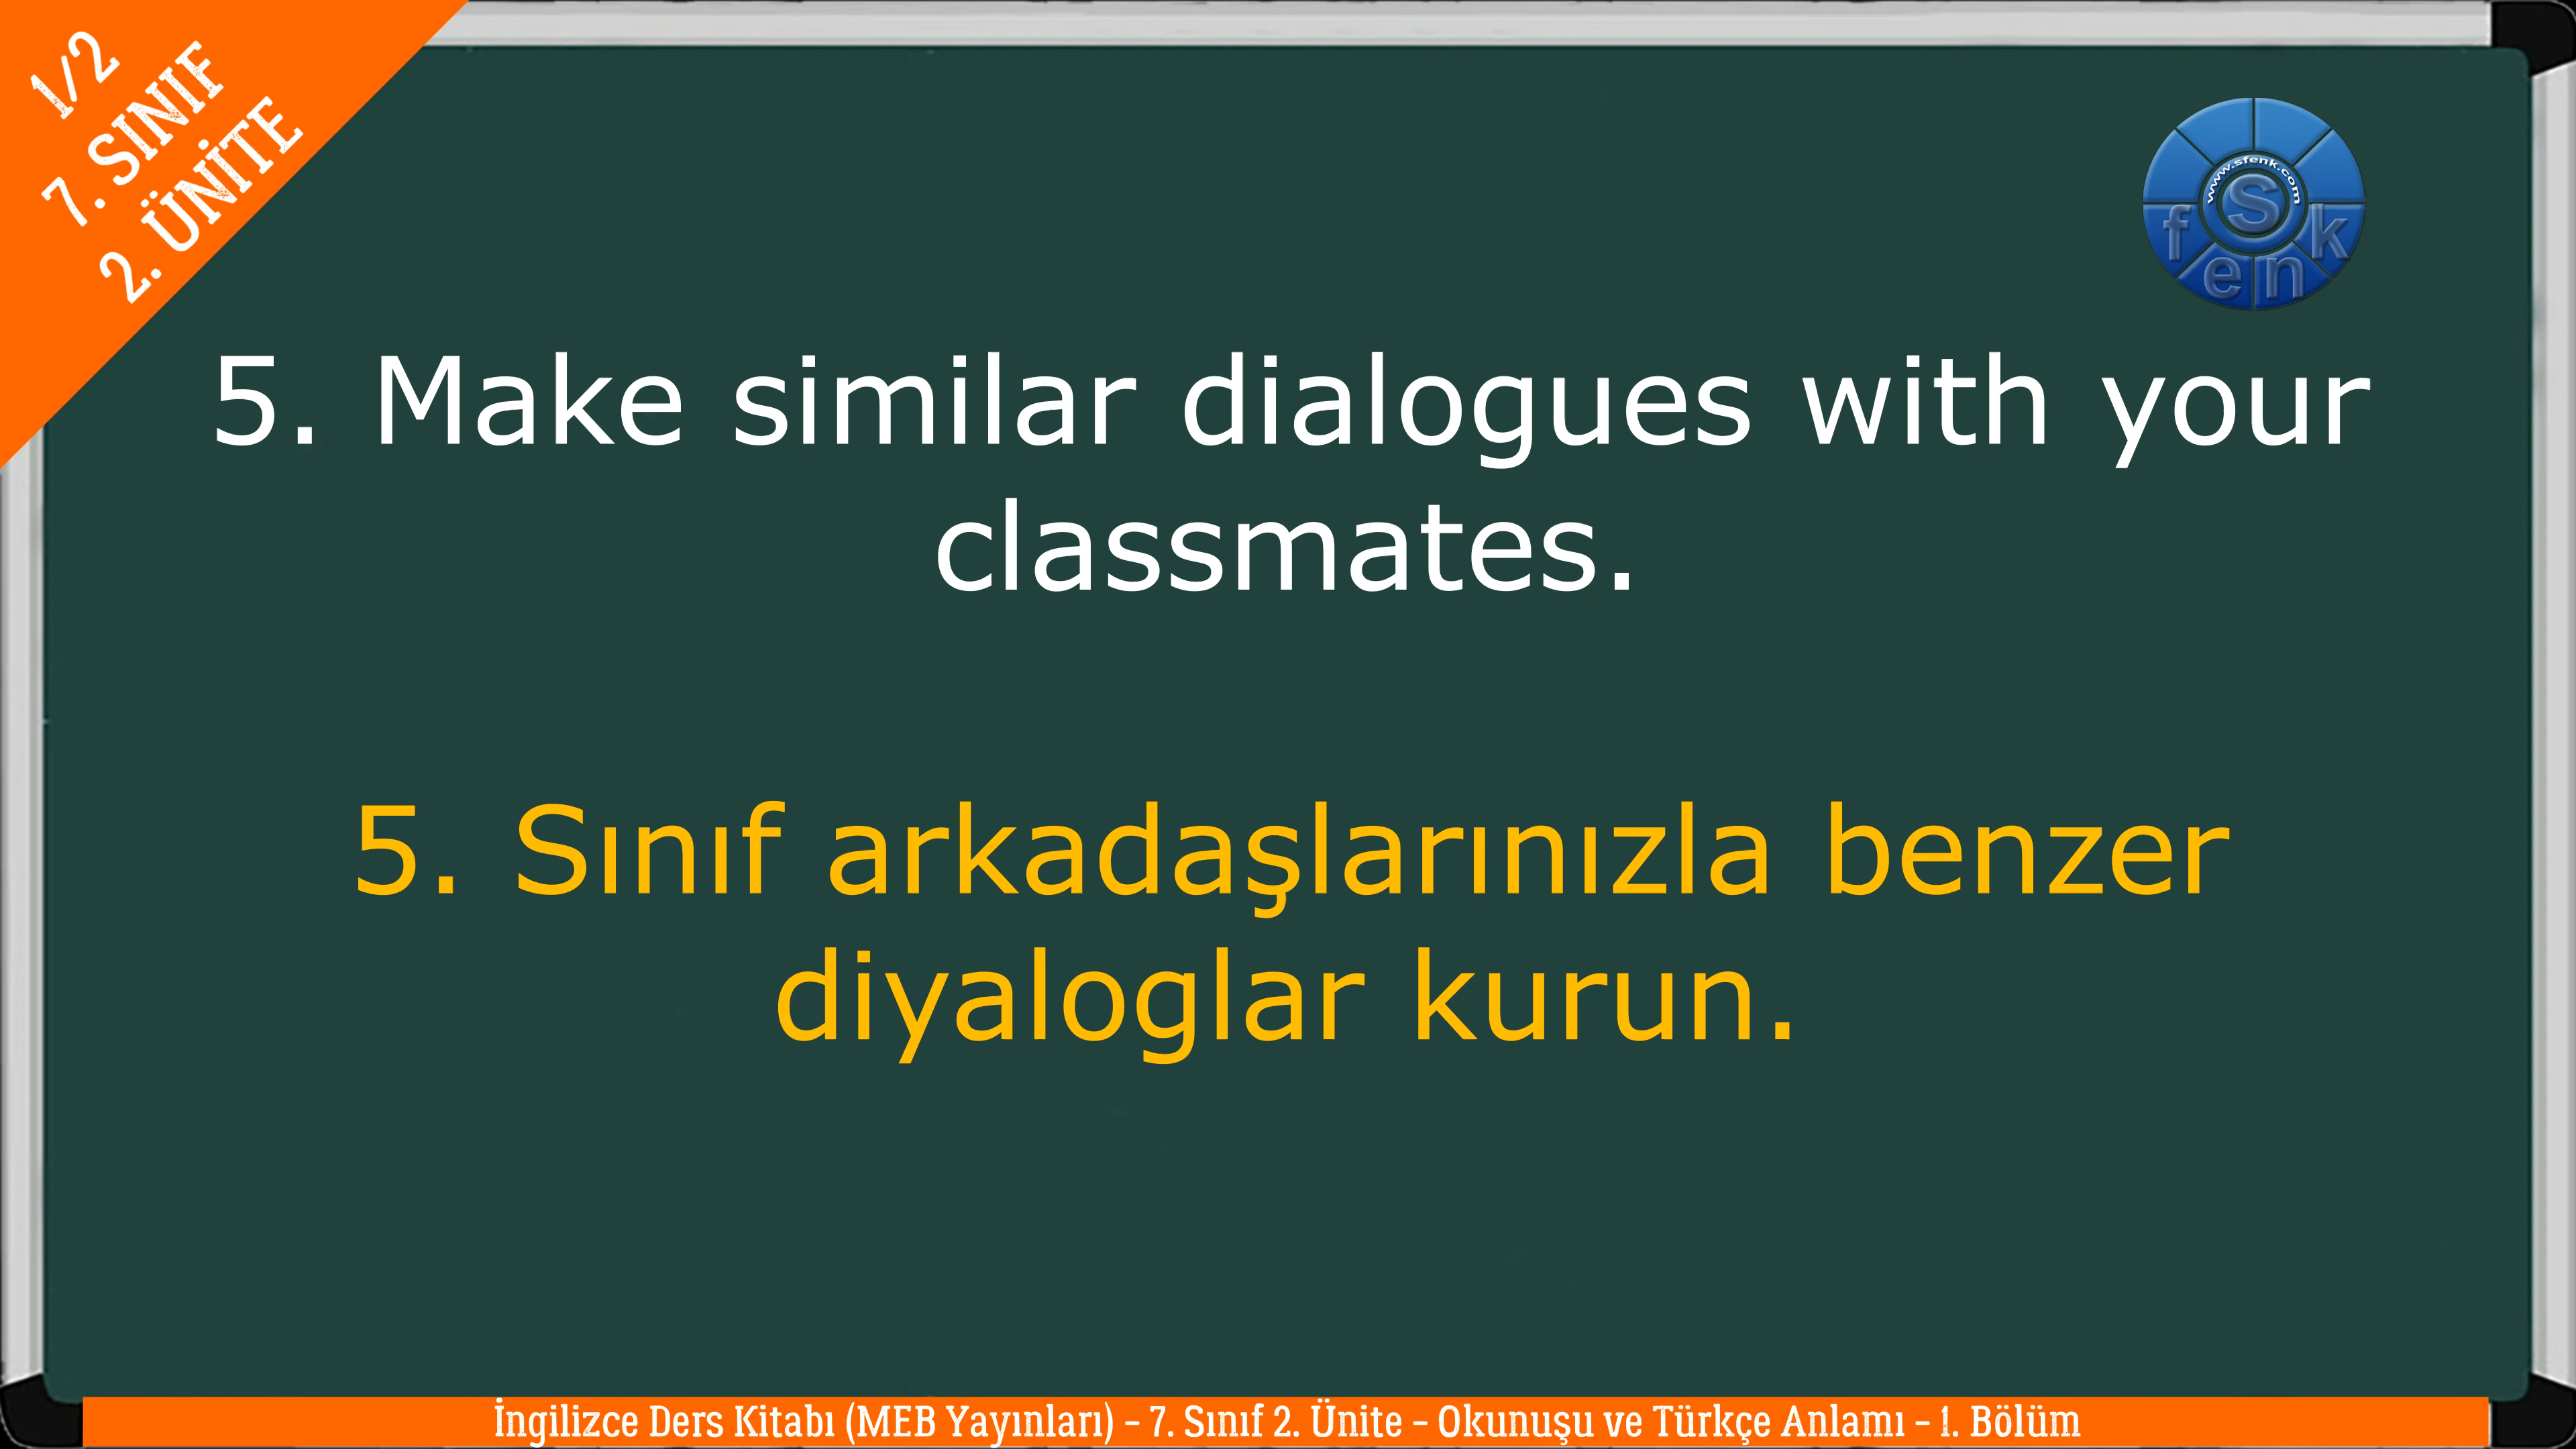 1/2
7. SINIF
2. ÜNİTE
www.sfenk.com
S
f e n k
5. Make similar dialogues with your
classmates.
5. Sınıf arkadaşlarınızla benzer
diyaloglar kurun.
İngilizce Ders Kitabı (MEB Yayınları) – 7. Sınıf 2. Ünite – Okunuşu ve Türkçe Anlamı – 1. Bölüm